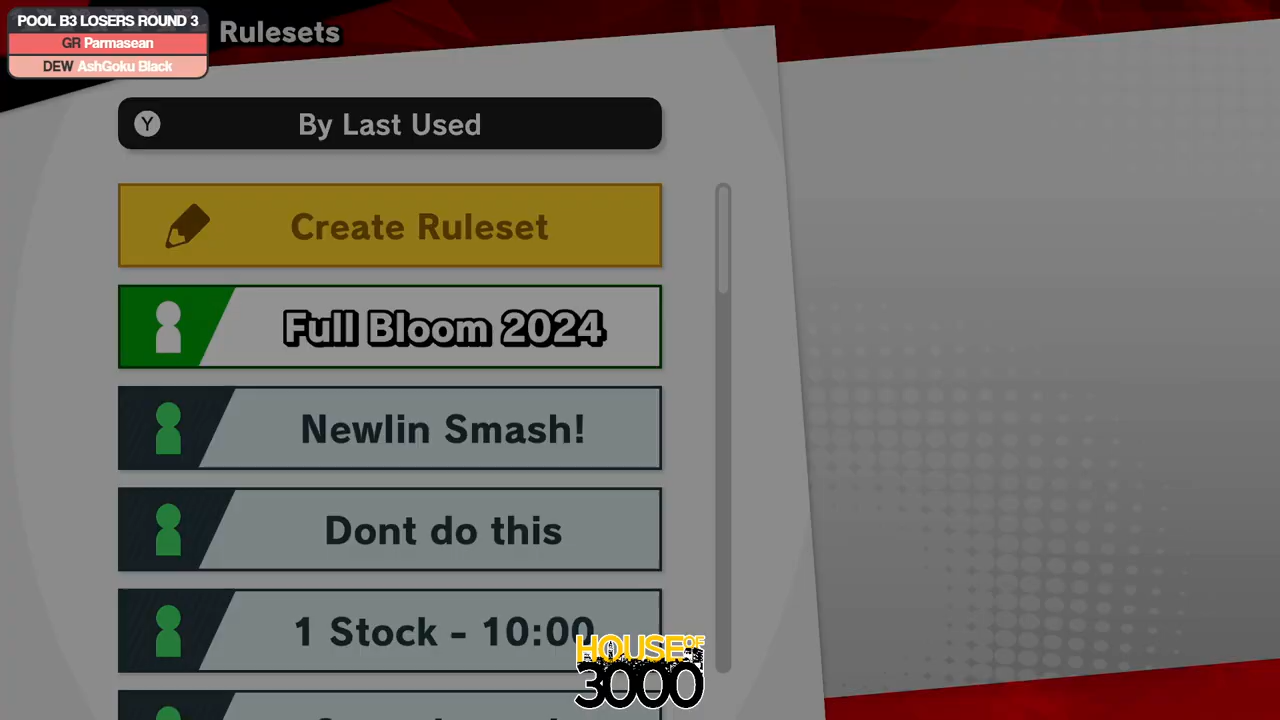 POOL B3 LOSERS ROUND 3
GR Parmasean
DEW AshGoku Black
Rulesets
Y By Last Used
Create Ruleset
Full Bloom 2024
Newlin Smash!
Dont do this
1 Stock - 10:00
HOUSE OF
3000